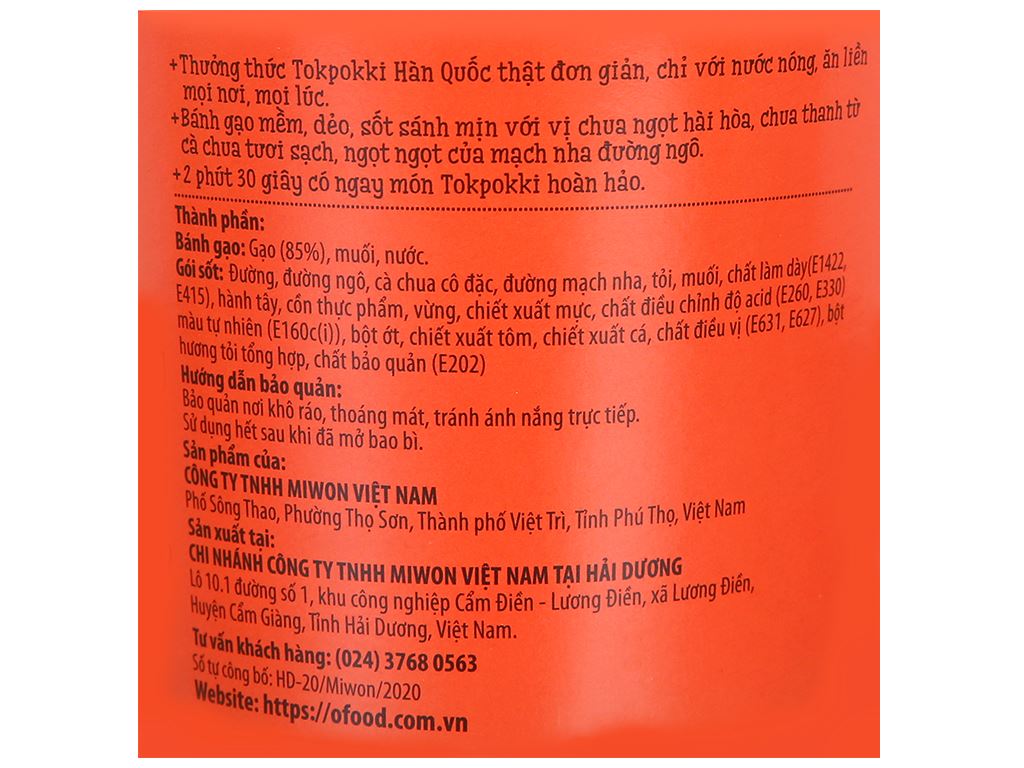 +Thưởng thức Tokpokki Hàn Quốc thật đơn giản, chỉ với nước nóng, ăn liền
mọi nơi, mọi lúc.
+Bánh gạo mềm, dẻo, sốt sánh mịn với vị chua ngọt hài hòa, chua thanh từ
cà chua tươi sạch, ngọt ngọt của mạch nha đường ngô.
+2 phút 30 giây có ngay món Tokpokki hoàn hảo.
Thành phần:
Bánh gạo: Gạo (85%), muối, nước.
Gói sốt: Đường, đường ngô, cà chua cô đặc, đường mạch nha, tỏi, muối, chất làm dày(E1422,
E415), hành tây, cồn thực phẩm, vừng, chiết xuất mực, chất điều chỉnh độ acid (E260, E330)
màu tự nhiên (E160c(i)), bột ớt, chiết xuất tôm, chiết xuất cá, chất điều vị (E631, E627), bột
hương tỏi tổng hợp, chất bảo quản (E202)
Hướng dẫn bảo quản:
Bảo quản nơi khô ráo, thoáng mát, tránh ánh nắng trực tiếp.
Sử dụng hết sau khi đã mở bao bì.
Sản phẩm của:
CÔNG TY TNHH MIWON VIỆT NAM
Phố Sông Thao, Phường Thọ Sơn, Thành phố Việt Trì, Tỉnh Phú Thọ, Việt Nam
Sản xuất tại:
CHI NHÁNH CÔNG TY TNHH MIWON VIỆT NAM TẠI HẢI DƯƠNG
Lô 10.1 đường số 1, khu công nghiệp Cẩm Điền - Lương Điền, xã Lương Điền,
Huyện Cẩm Giàng, Tỉnh Hải Dương, Việt Nam.
Tư vấn khách hàng: (024) 3768 0563
Số tự công bố: HD-20/Miwon/2020
Website: https://ofood.com.vn